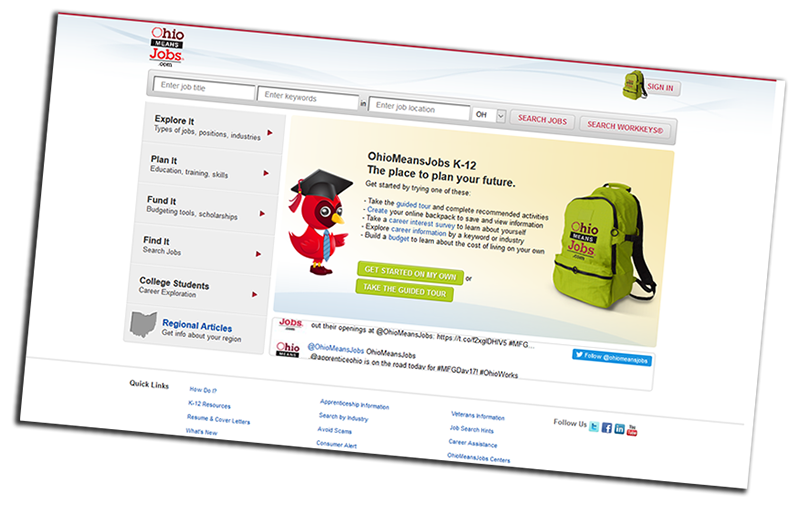 Ohio
MEANS
Jobs
.com
SIGN IN
Enter job title
Enter keywords
in
Enter job location
OH
SEARCH JOBS
SEARCH WORKKEYS®
Explore It
Types of jobs, positions, industries
Plan It
Education, training, skills
Fund It
Budgeting tools, scholarships
Find It
Search Jobs
College Students
Career Exploration
Regional Articles
Get info about your region
OhioMeansJobs K-12
The place to plan your future.
Get started by trying one of these:
- Take the guided tour and complete recommended activities
- Create your online backpack to save and view information
- Take a career interest survey to learn about yourself
- Explore career information by a keyword or industry
- Build a budget to learn about the cost of living on your own
GET STARTED ON MY OWN or
TAKE THE GUIDED TOUR
Ohio
MEANS
Jobs
.com
Jobs
.com
out their openings at @OhioMeansJobs: https://t.co/f2xglDHlV5 #MFG...
Follow @ohiomeansjobs
Ohio
MEANS
@OhioMeansJobs OhioMeansJobs
@apprenticeohio is on the road today for #MFGDay17! #OhioWorks
Quick Links
How Do I?
K-12 Resources
Resume & Cover Letters
What's New
Apprenticeship Information
Search by Industry
Avoid Scams
Consumer Alert
Veterans Information
Job Search Hints
Career Assistance
OhioMeansJobs Centers
Follow Us
You
Tube